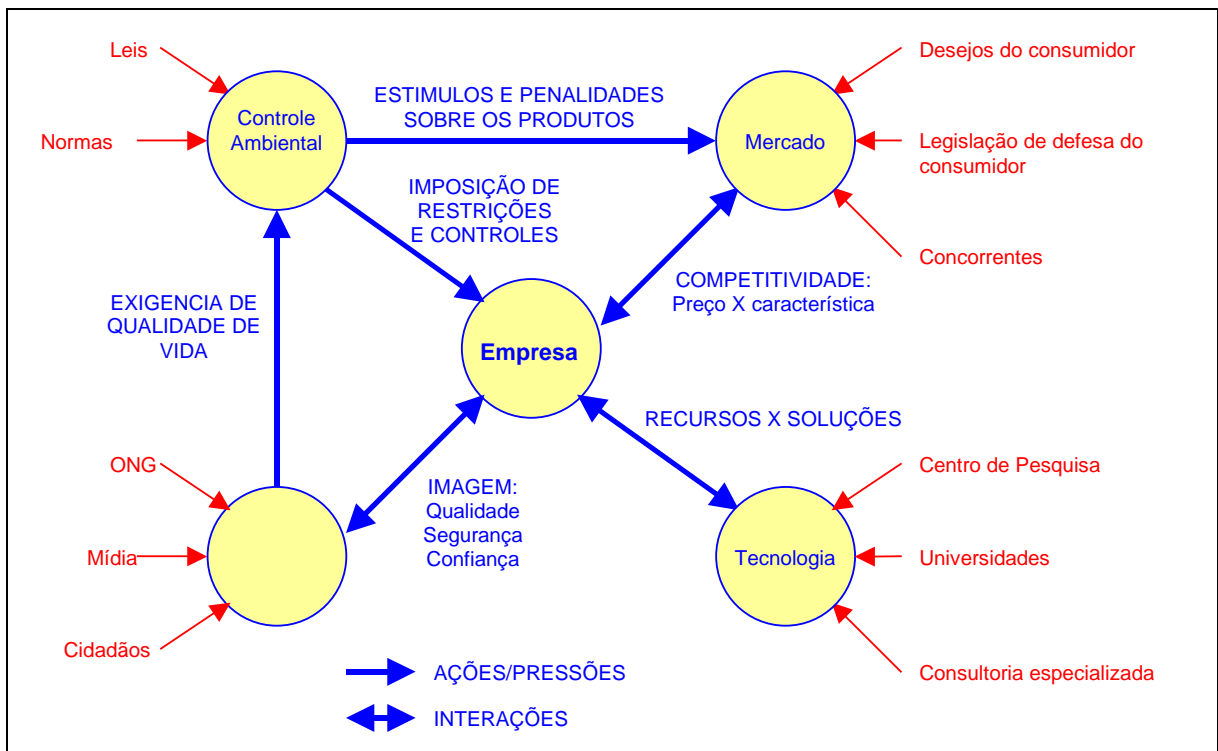 Leis
Normas
Controle
Ambiental
ESTIMULOS E PENALIDADES
SOBRE OS PRODUTOS
Mercado
Desejos do consumidor
Legislação de defesa do
consumidor
Concorrentes
IMPOSIÇÃO DE
RESTRIÇÕES
E CONTROLES
COMPETITIVIDADE:
Preço X característica
EXIGENCIA DE
QUALIDADE DE
VIDA
Empresa
RECURSOS X SOLUÇÕES
ONG
Mídia
Cidadãos
IMAGEM:
Qualidade
Segurança
Confiança
Tecnologia
Centro de Pesquisa
Universidades
Consultoria especializada
AÇÕES/PRESSÕES
INTERAÇÕES